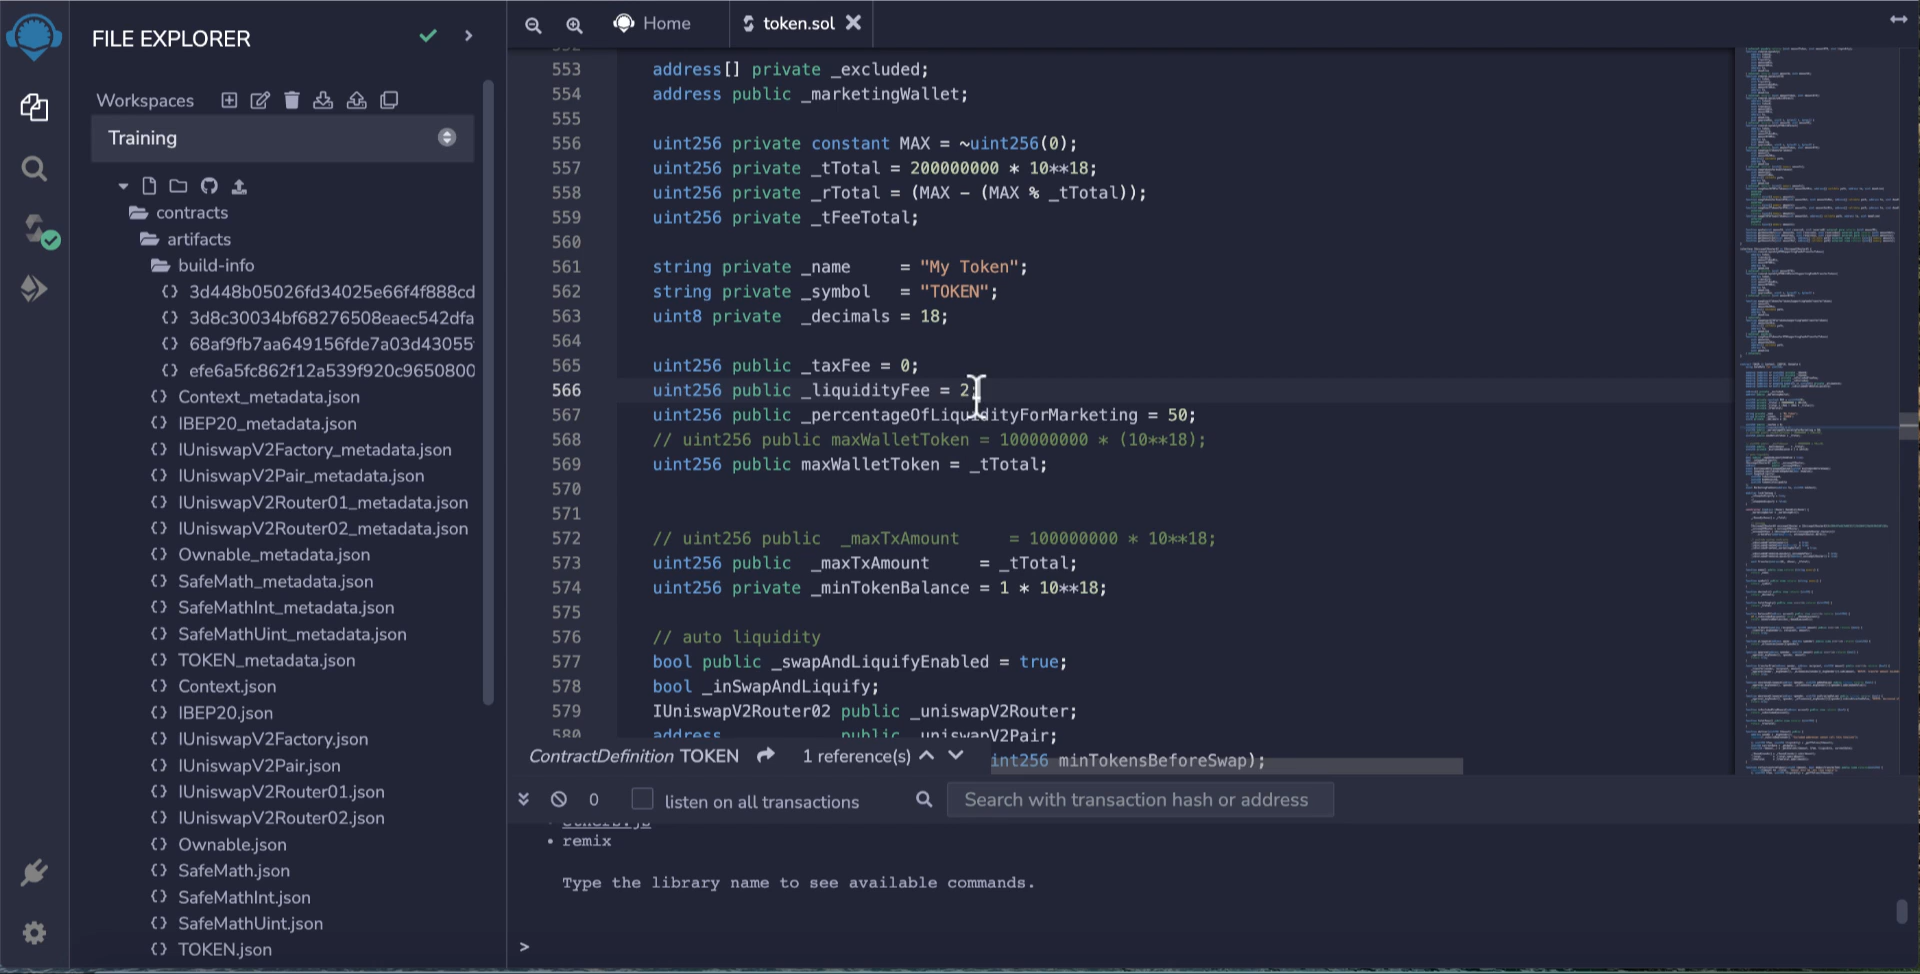 FILE EXPLORER
Workspaces
Training
contracts
artifacts
build-info
3d448b05026fd34025e66f4f888cd
3d8c30034bf68276508eaec542dfa
68af9fb7aa649156fde7a03d43055
efe6a5fc862f12a539f920c9650800
Context_metadata.json
IBEP20_metadata.json
IUniswapV2Factory_metadata.json
IUniswapV2Pair_metadata.json
IUniswapV2Router01_metadata.json
IUniswapV2Router02_metadata.json
Ownable_metadata.json
SafeMath_metadata.json
SafeMathInt_metadata.json
SafeMathUint_metadata.json
TOKEN_metadata.json
Context.json
IBEP20.json
IUniswapV2Factory.json
IUniswapV2Pair.json
IUniswapV2Router01.json
IUniswapV2Router02.json
Ownable.json
SafeMath.json
SafeMathInt.json
SafeMathUint.json
TOKEN.json
Home
token.sol
553 address[] private _excluded;
554 address public _marketingWallet;
555
556 uint256 private constant MAX = ~uint256(0);
557 uint256 private _tTotal = 200000000 * 10**18;
558 uint256 private _rTotal = (MAX - (MAX % _tTotal));
559 uint256 private _tFeeTotal;
560
561 string private _name = "My Token";
562 string private _symbol = "TOKEN";
563 uint8 private _decimals = 18;
564
565 uint256 public _taxFee = 0;
566 uint256 public _liquidityFee = 2;
567 uint256 public _percentageOfLiquidityForMarketing = 50;
568 // uint256 public maxWalletToken = 100000000 * (10**18);
569 uint256 public maxWalletToken = _tTotal;
570
571
572 // uint256 public _maxTxAmount = 100000000 * 10**18;
573 uint256 public _maxTxAmount = _tTotal;
574 uint256 private _minTokenBalance = 1 * 10**18;
575
576 // auto liquidity
577 bool public _swapAndLiquifyEnabled = true;
578 bool _inSwapAndLiquify;
579 IUniswapV2Router02 public _uniswapV2Router;
580 address public _uniswapV2Pair;
ContractDefinition TOKEN 1 reference(s) int256 minTokensBeforeSwap);
0 listen on all transactions Search with transaction hash or address
• remix
Type the library name to see available commands.
>